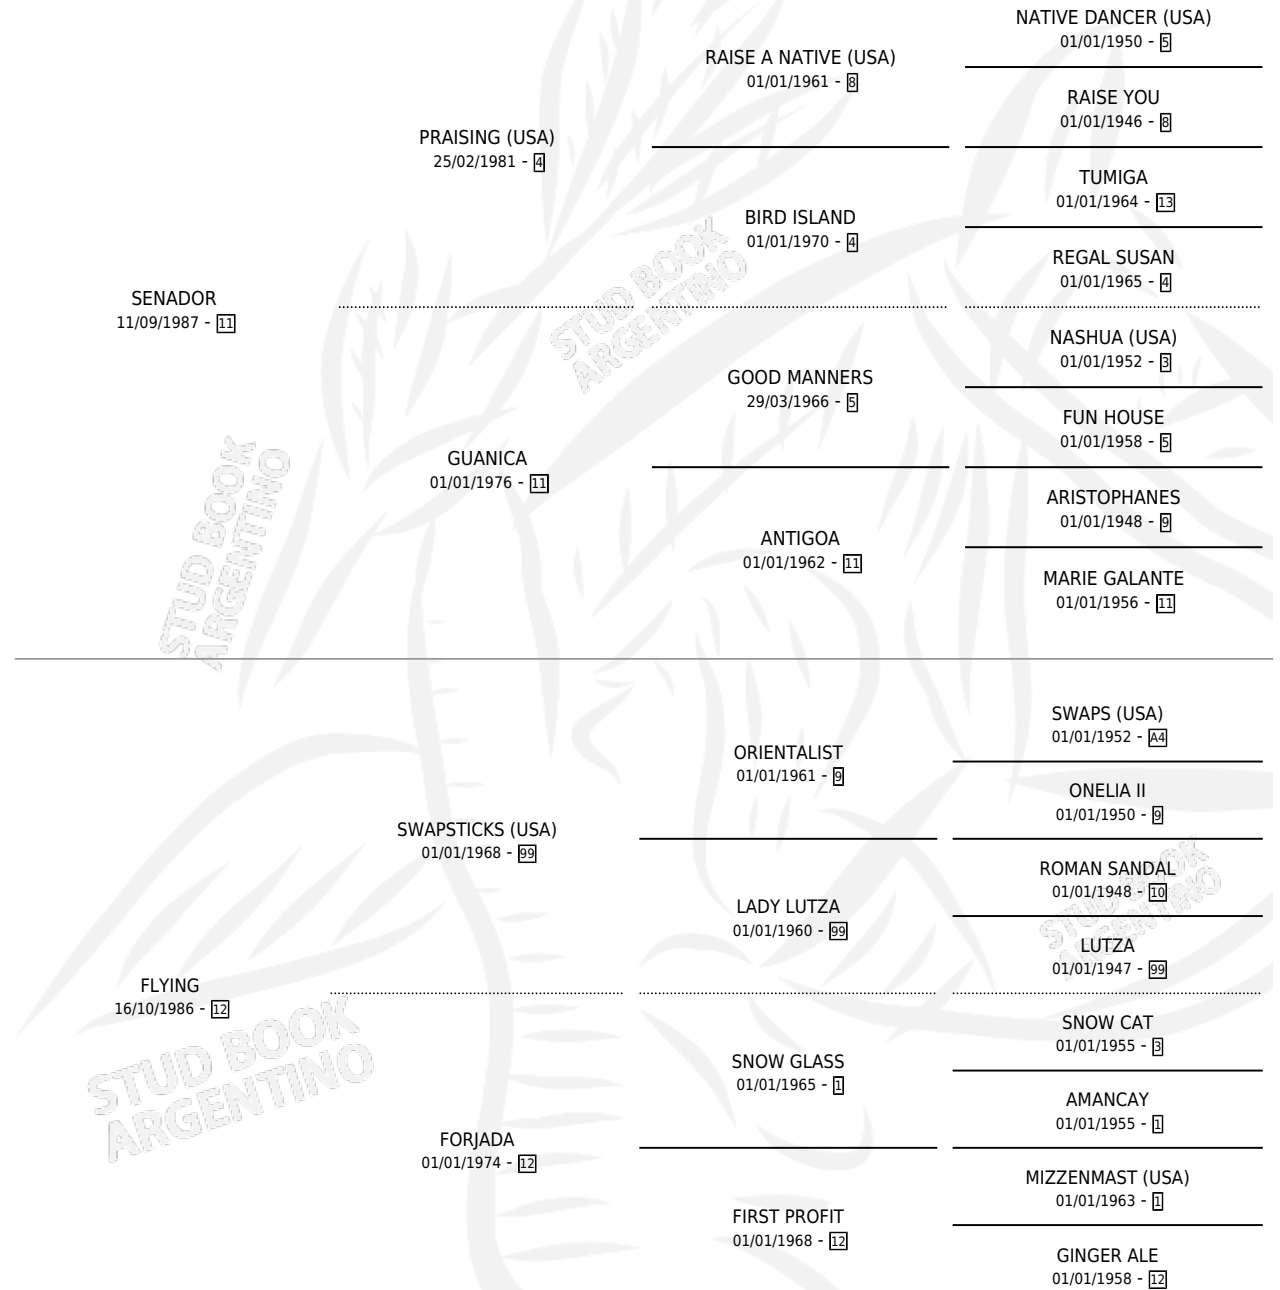 NATIVE DANCER (USA)
01/01/1950 - 5
RAISE A NATIVE (USA)
01/01/1961 - 8
RAISE YOU
01/01/1946 - 8
PRAISING (USA)
25/02/1981 - 4
TUMIGA
01/01/1964 - 13
BIRD ISLAND
01/01/1970 - 4
REGAL SUSAN
01/01/1965 - 4
SENADOR
11/09/1987 - 11
NASHUA (USA)
01/01/1952 - 3
GOOD MANNERS
29/03/1966 - 5
FUN HOUSE
01/01/1958 - 5
GUANICA
01/01/1976 - 11
ARISTOPHANES
01/01/1948 - 9
ANTIGOA
01/01/1962 - 11
MARIE GALANTE
01/01/1956 - 11
SWAPS (USA)
01/01/1952 - A4
ORIENTALIST
01/01/1961 - 9
ONELIA II
01/01/1950 - 9
SWAPSTICKS (USA)
01/01/1968 - 99
ROMAN SANDAL
01/01/1948 - 10
LADY LUTZA
01/01/1960 - 99
LUTZA
01/01/1947 - 99
FLYING
16/10/1986 - 12
SNOW CAT
01/01/1955 - 3
SNOW GLASS
01/01/1965 - 1
AMANCAY
01/01/1955 - 1
FORJADA
01/01/1974 - 12
MIZZENMAST (USA)
01/01/1963 - 1
FIRST PROFIT
01/01/1968 - 12
GINGER ALE
01/01/1958 - 12
STUD BOOK
ARGENTINO
STUD BOOK
ARGENTINO
STUD BOOK
ARGENTINO
STUD BOOK
ARGENTINO